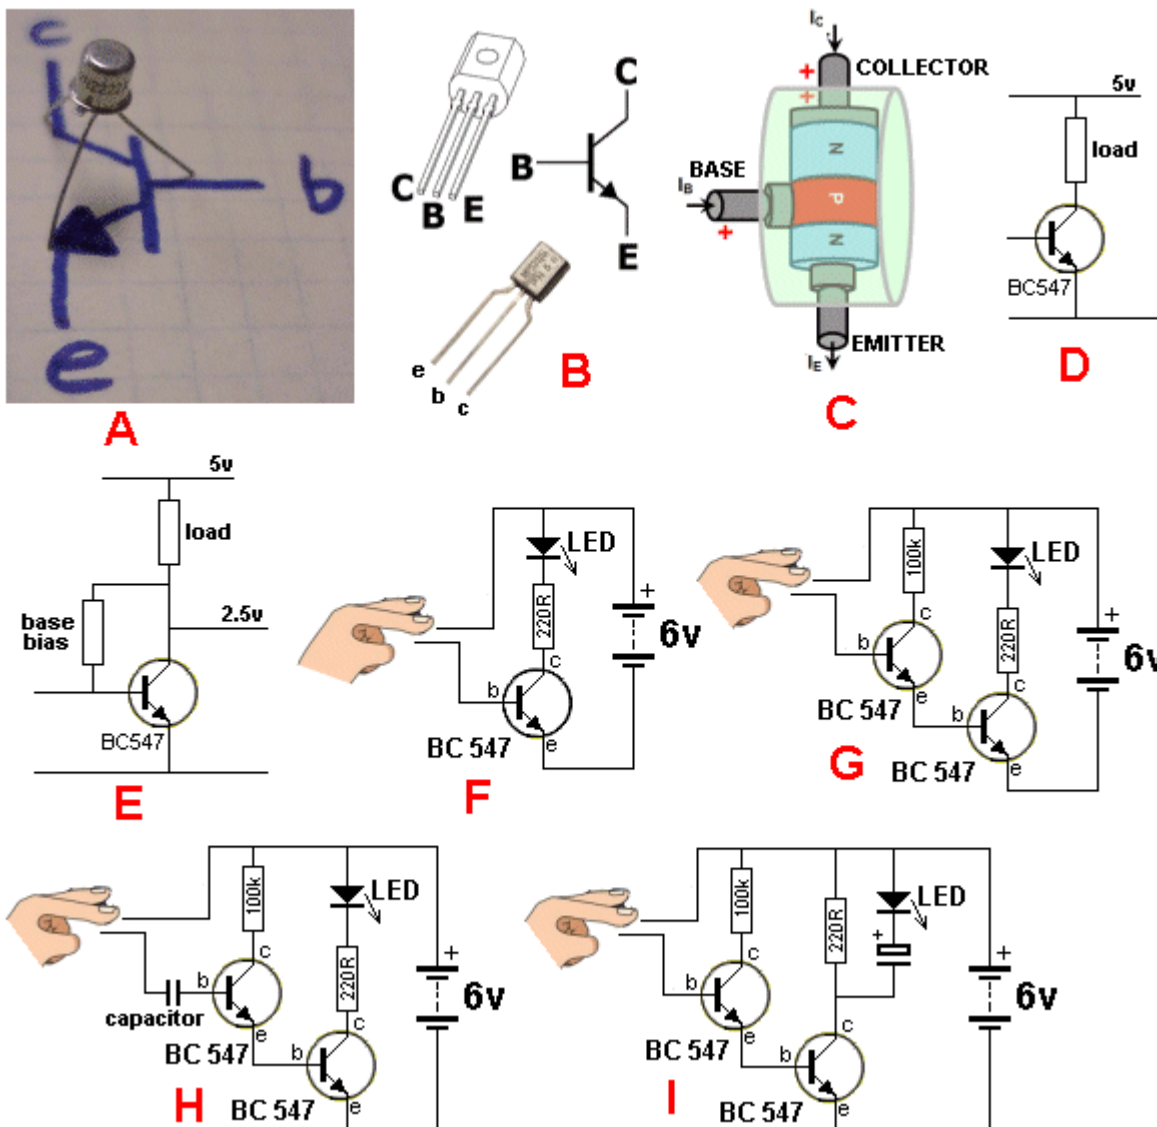 c
b
e
A
C
B
E
B
C
E
e
b
c
B
IC
COLLECTOR
BASE
IB
N
P
N
EMITTER
IE
+
+
+
C
5v
load
BC547
D
5v
load
base
bias
2.5v
BC547
E
LED
220R
+
6v
c
b
e
BC 547
F
100k
LED
220R
+
6v
c
b
e
BC 547
c
b
e
BC 547
G
100k
LED
220R
+
6v
c
b
e
capacitor
BC 547
c
b
e
BC 547
H
100k
220R
LED
+
+
6v
c
b
e
BC 547
c
b
e
BC 547
I